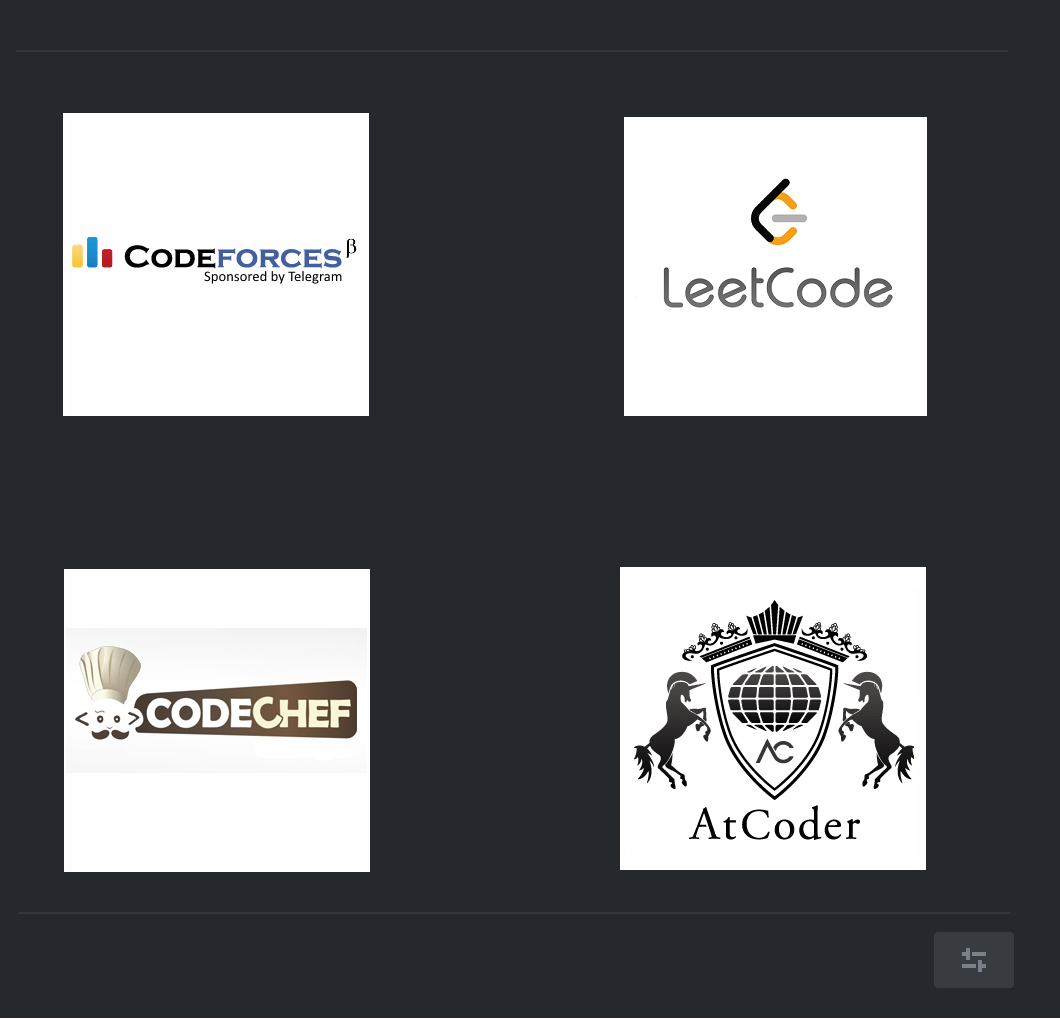 CODEFORCES β
Sponsored by Telegram
LeetCode
CODECHEF
AC
AtCoder